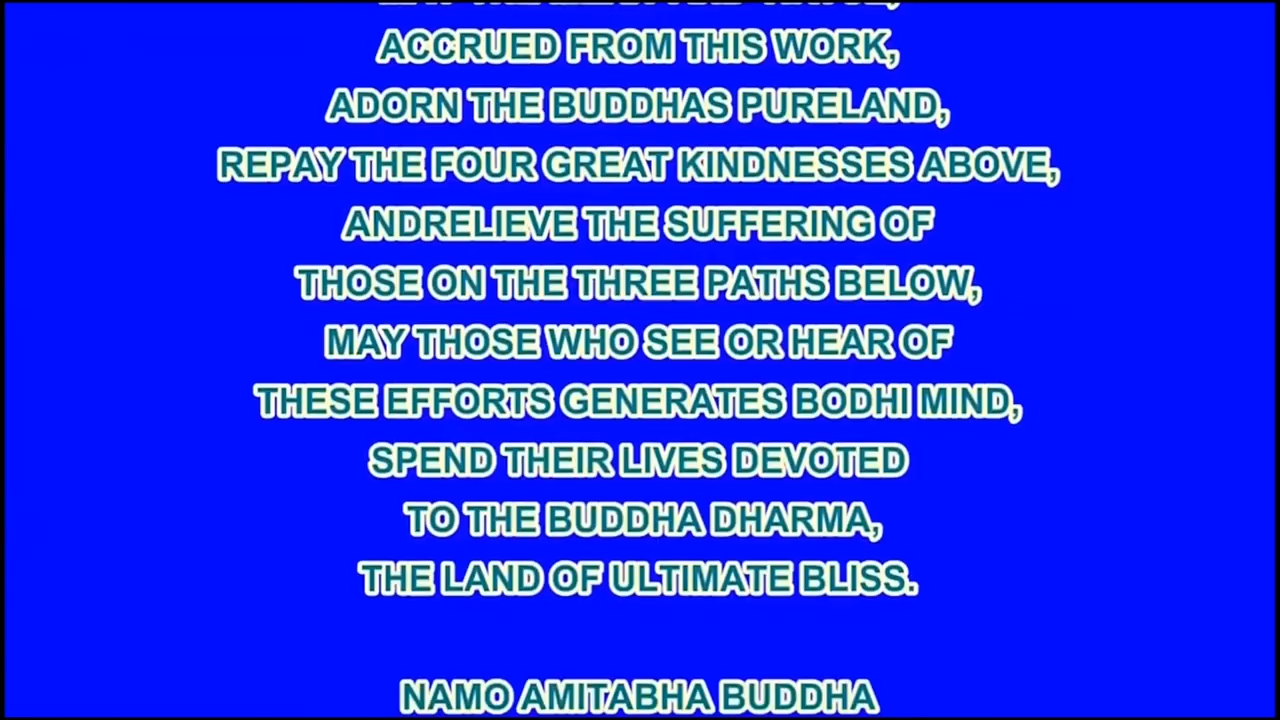 ACCRUED FROM THIS WORK,
ADORN THE BUDDHAS PURELAND,
REPAY THE FOUR GREAT KINDNESSES ABOVE,
ANDRELIEVE THE SUFFERING OF
THOSE ON THE THREE PATHS BELOW,
MAY THOSE WHO SEE OR HEAR OF
THESE EFFORTS GENERATES BODHI MIND,
SPEND THEIR LIVES DEVOTED
TO THE BUDDHA DHARMA,
THE LAND OF ULTIMATE BLISS.
NAMO AMITABHA BUDDHA